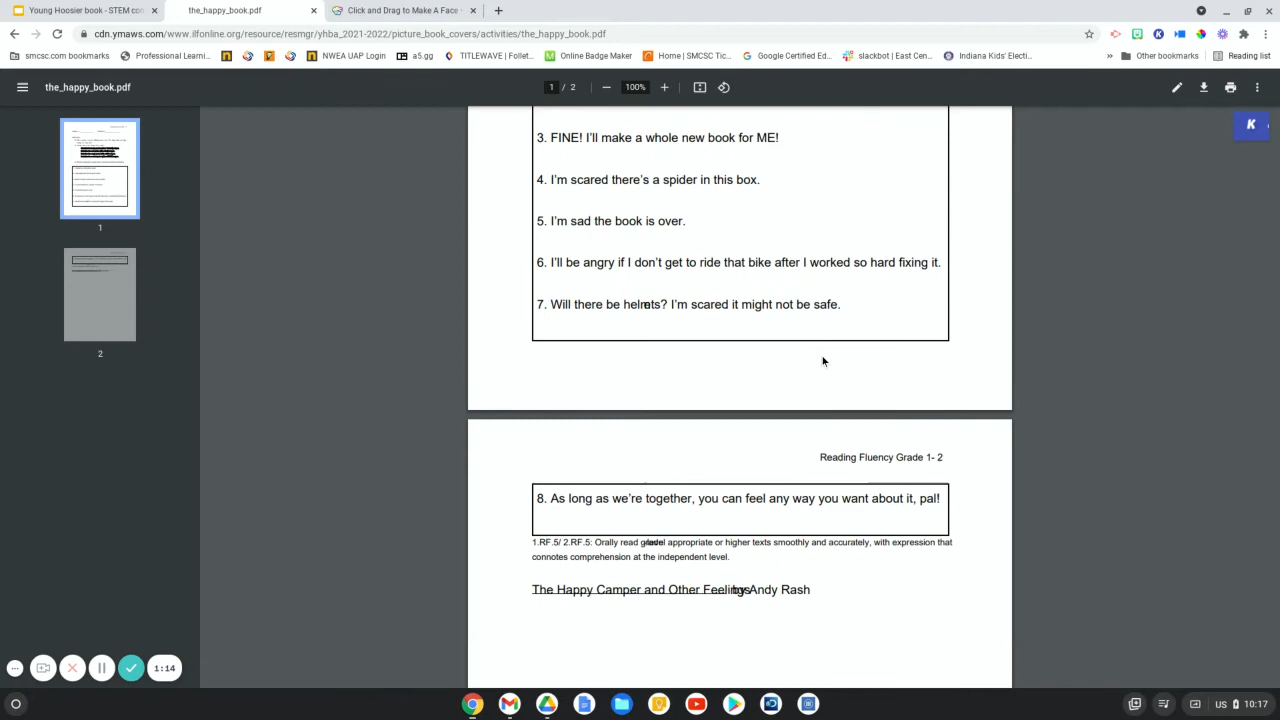 Young Hoosier book - STEM con
the_happy_book.pdf
Click and Drag to Make A Face
cdn.ymaws.com/www.ilfonline.org/resource/resmgr/yhba_2021-2022/picture_book_covers/activities/the_happy_book.pdf
smcsc.com bookmarks
Professional Learni...
NWEA UAP Login
a5.gg
TITLEWAVE | Follet...
Online Badge Maker
Home | SMCSC Tic...
Google Certified Ed...
slackbot | East Cen...
Indiana Kids' Electi...
»
Other bookmarks
Reading list
the_happy_book.pdf
1 / 2
100%
K
3. FINE! I'll make a whole new book for ME!
4. I'm scared there's a spider in this box.
5. I'm sad the book is over.
6. I'll be angry if I don't get to ride that bike after I worked so hard fixing it.
7. Will there be helmets? I'm scared it might not be safe.
1
2
Reading Fluency Grade 1- 2
8. As long as we're together, you can feel any way you want about it, pal!
1.RF.5/ 2.RF.5: Orally read grade level appropriate or higher texts smoothly and accurately, with expression that
connotes comprehension at the independent level.
The Happy Camper and Other Feelings by Andy Rash
1:14
US
10:17